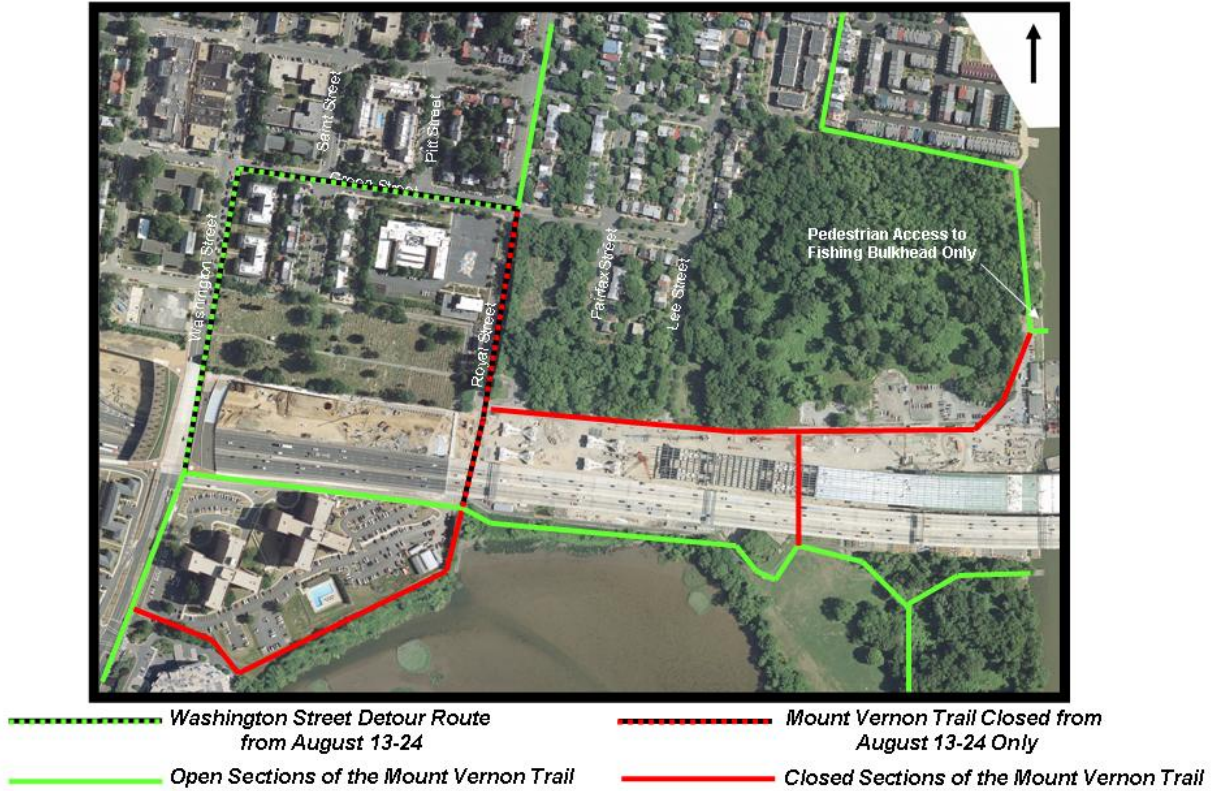 Saint Street
Pitt Street
Street
Washington Street
Royal Street
Fairfax Street
Lee Street
Pedestrian Access to
Fishing Bulkhead Only
Washington Street Detour Route
from August 13-24
Mount Vernon Trail Closed from
August 13-24 Only
Open Sections of the Mount Vernon Trail
Closed Sections of the Mount Vernon Trail